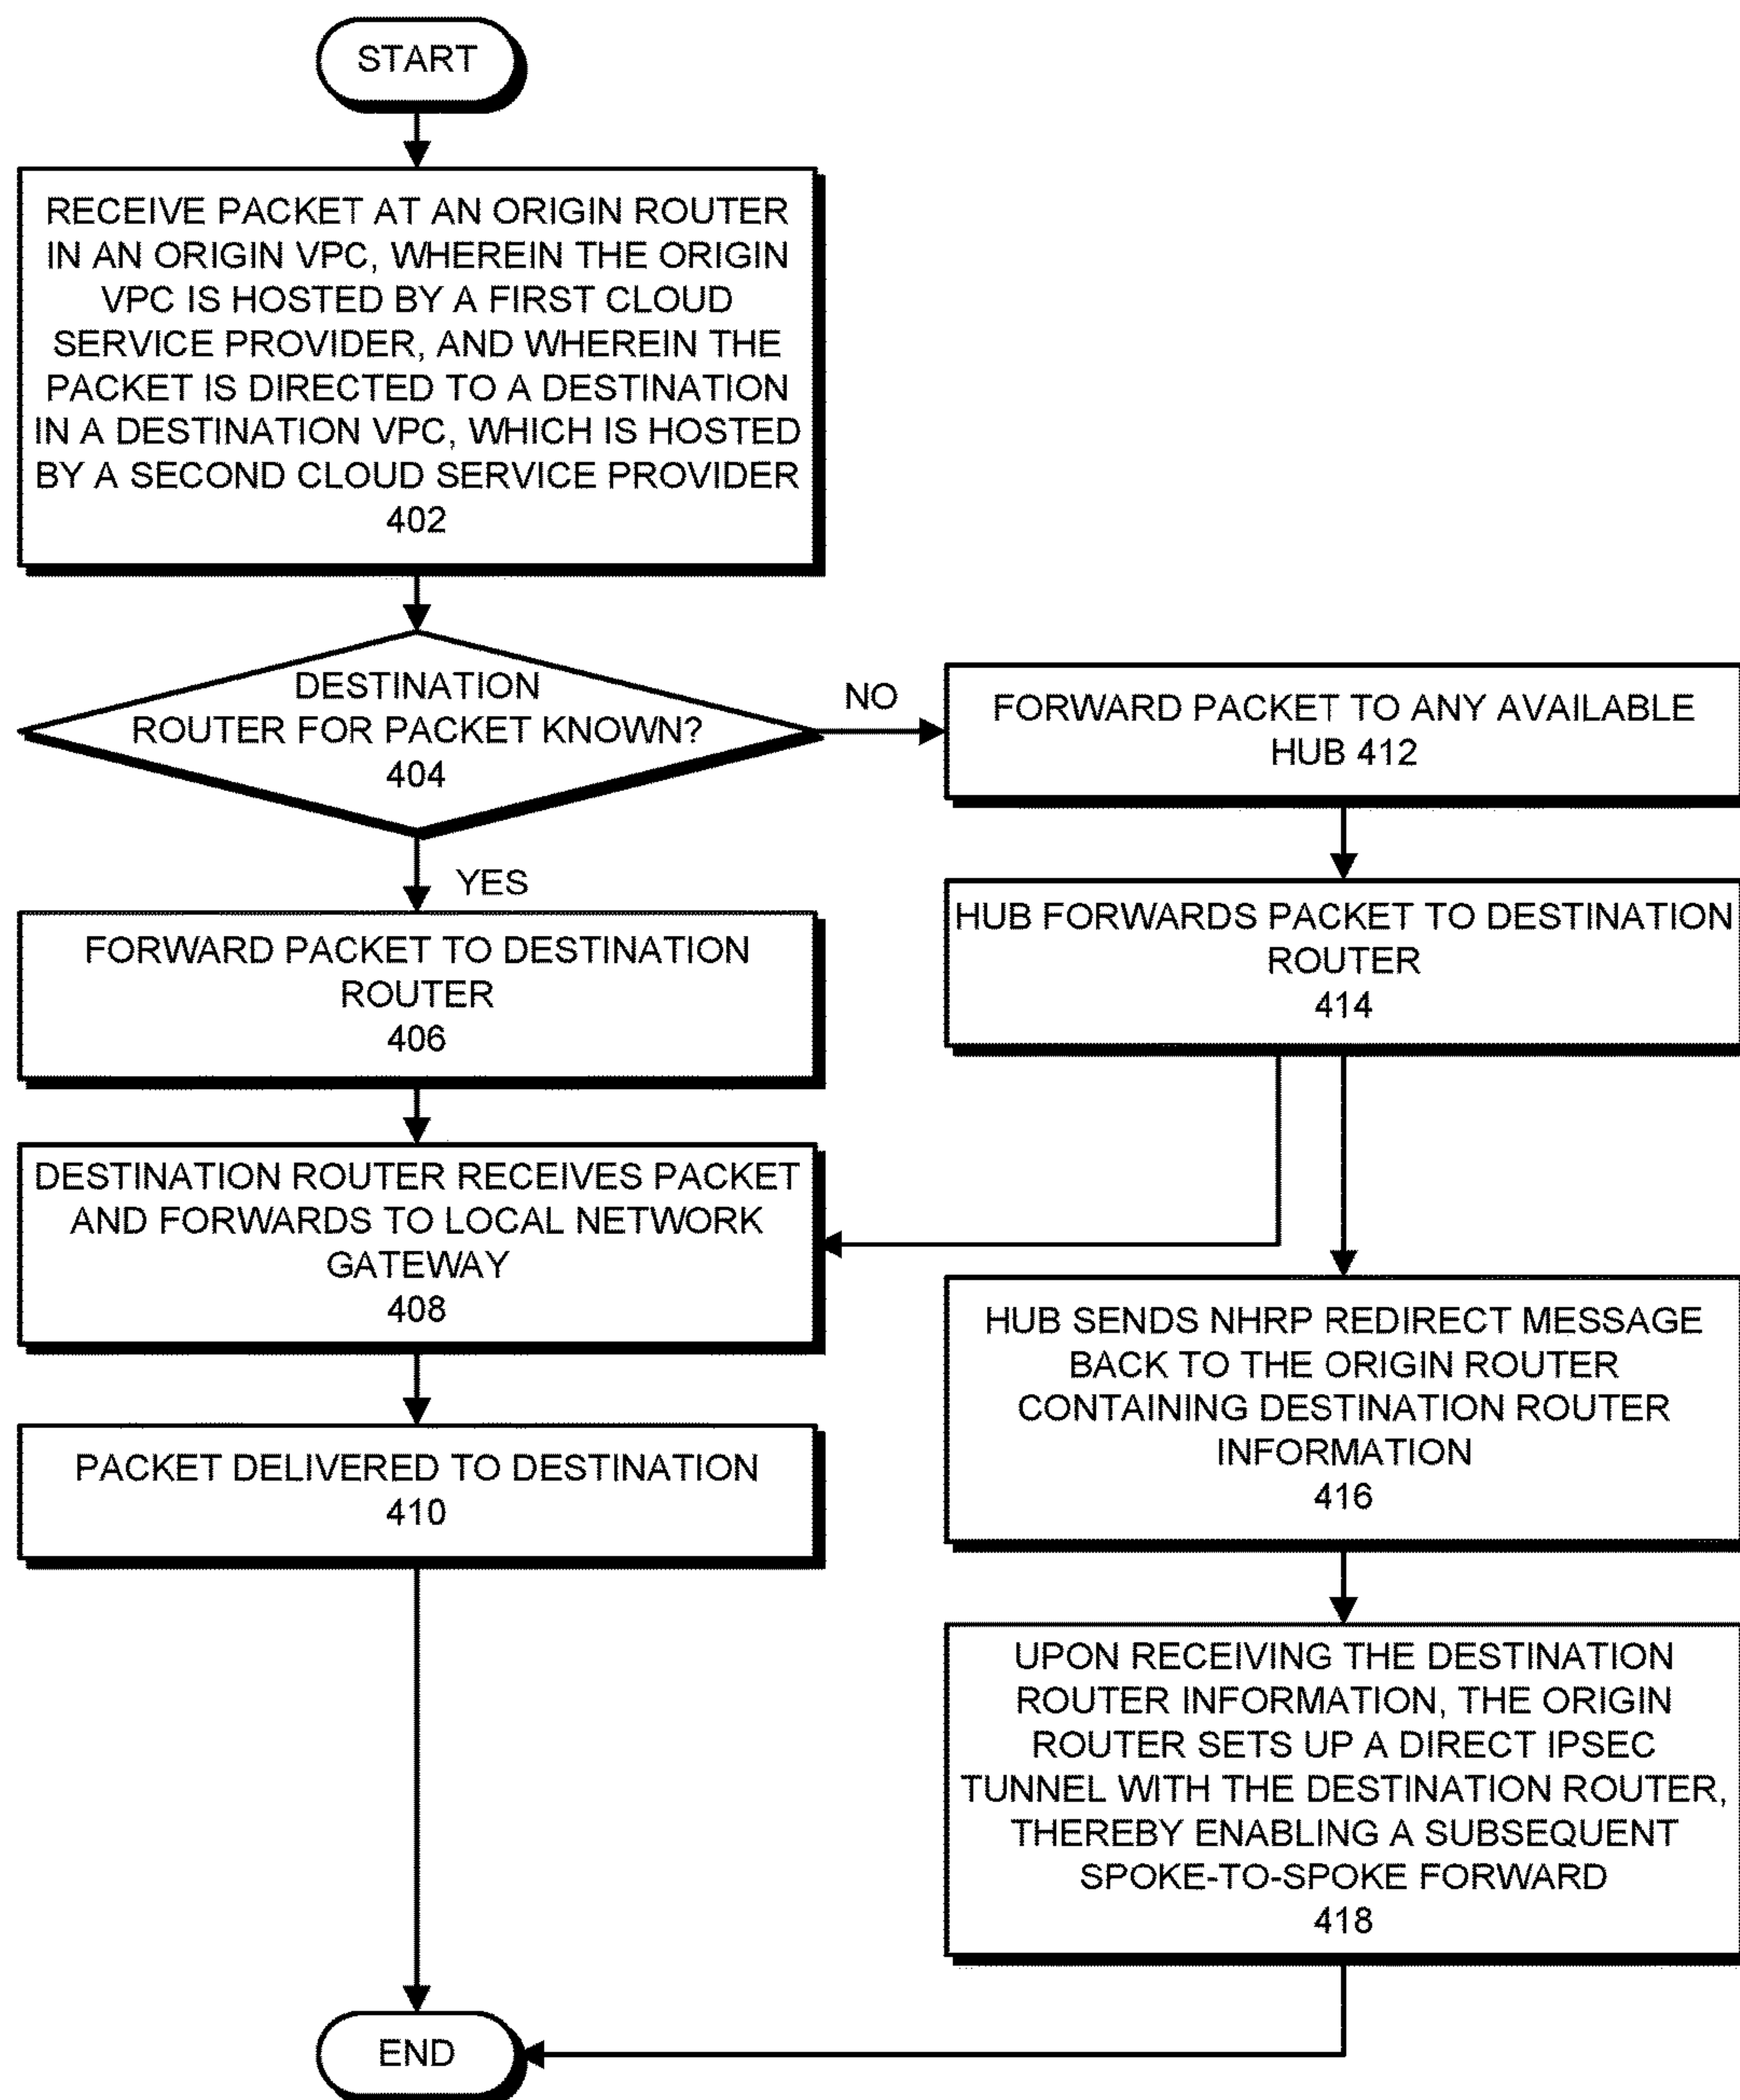 START
RECEIVE PACKET AT AN ORIGIN ROUTER
IN AN ORIGIN VPC, WHEREIN THE ORIGIN
VPC IS HOSTED BY A FIRST CLOUD
SERVICE PROVIDER, AND WHEREIN THE
PACKET IS DIRECTED TO A DESTINATION
IN A DESTINATION VPC, WHICH IS HOSTED
BY A SECOND CLOUD SERVICE PROVIDER
402
DESTINATION
ROUTER FOR PACKET KNOWN?
404
NO
FORWARD PACKET TO ANY AVAILABLE
HUB 412
YES
FORWARD PACKET TO DESTINATION
ROUTER
406
HUB FORWARDS PACKET TO DESTINATION
ROUTER
414
DESTINATION ROUTER RECEIVES PACKET
AND FORWARDS TO LOCAL NETWORK
GATEWAY
408
HUB SENDS NHRP REDIRECT MESSAGE
BACK TO THE ORIGIN ROUTER
CONTAINING DESTINATION ROUTER
INFORMATION
416
PACKET DELIVERED TO DESTINATION
410
UPON RECEIVING THE DESTINATION
ROUTER INFORMATION, THE ORIGIN
ROUTER SETS UP A DIRECT IPSEC
TUNNEL WITH THE DESTINATION ROUTER,
THEREBY ENABLING A SUBSEQUENT
SPOKE-TO-SPOKE FORWARD
418
END